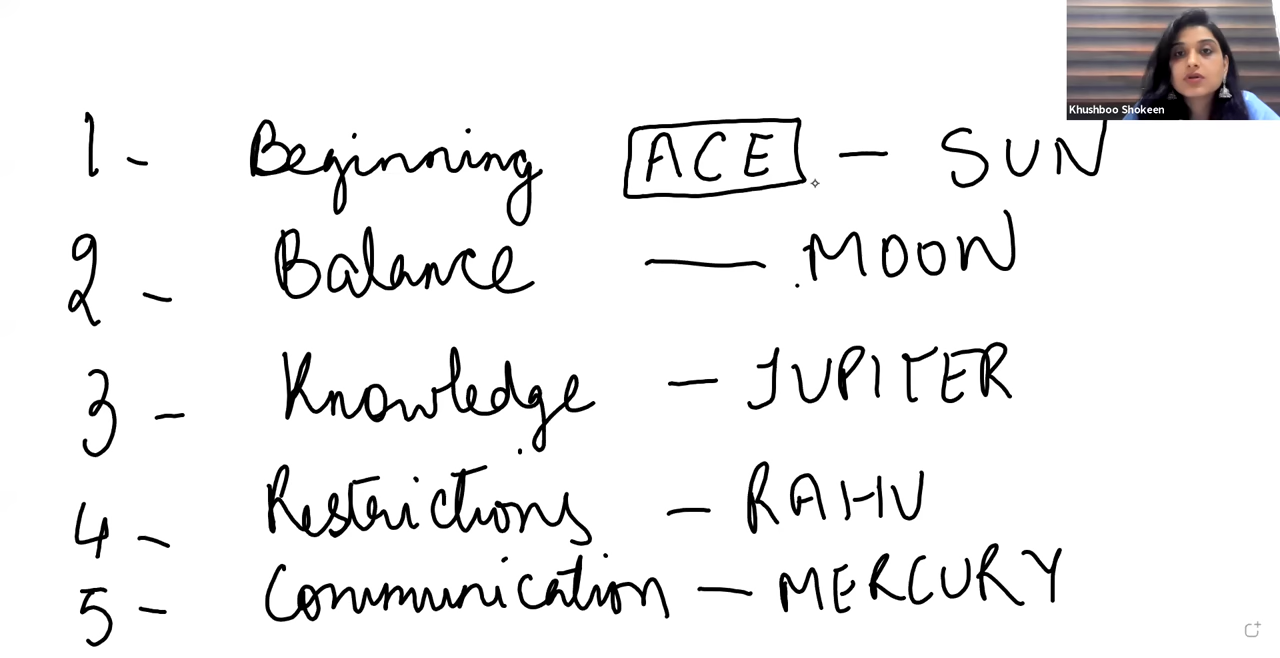 Khushboo Shokeen
1 - Beginning ACE - SUN
2 - Balance - MOON
3 - Knowledge - JUPITER
4 - Restrictions - RAHU
5 - Communication - MERCURY